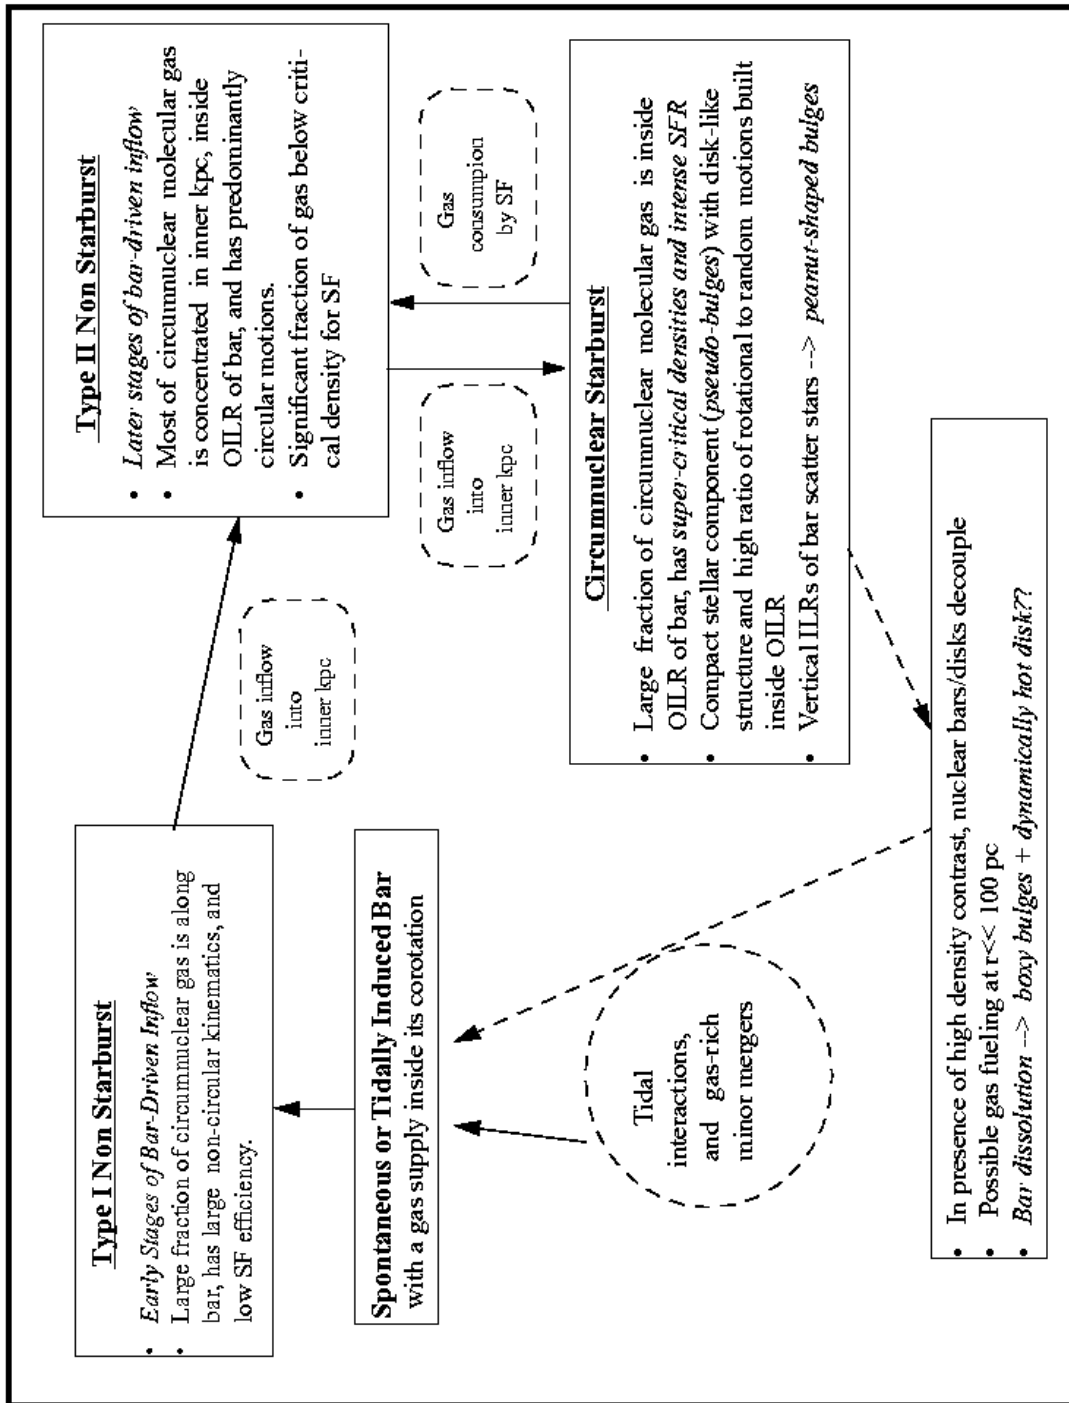 Type I Non Starburst
• Early Stages of Bar-Driven Inflow
• Large fraction of circumnuclear gas is along
bar, has large non-circular kinematics, and
low SF efficiency.
Gas inflow
into
inner kpc
Type II Non Starburst
• Later stages of bar-driven inflow
• Most of circumnuclear molecular gas
is concentrated in inner kpc, inside
OILR of bar, and has predominantly
circular motions.
• Significant fraction of gas below criti-
cal density for SF
Spontaneous or Tidally Induced Bar
with a gas supply inside its corotation
Gas inflow
into
inner kpc
Gas
consumpion
by SF
Tidal
interactions,
and gas-rich
minor mergers
Circumnuclear Starburst
• Large fraction of circumnuclear molecular gas is inside
OILR of bar, has super-critical densities and intense SFR
• Compact stellar component (pseudo-bulges) with disk-like
structure and high ratio of rotational to random motions built
inside OILR
• Vertical ILRs of bar scatter stars --> peanut-shaped bulges
• In presence of high density contrast, nuclear bars/disks decouple
• Possible gas fueling at r<< 100 pc
• Bar dissolution --> boxy bulges + dynamically hot disk??